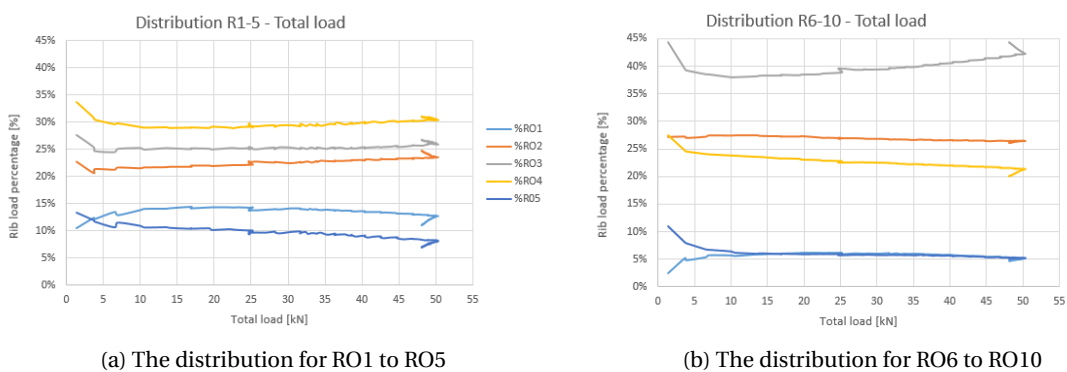 Distribution R1-5 - Total load
45%
40%
35%
30%
25%
20%
15%
10%
5%
0%
Rib load percentage [%]
0 5 10 15 20 25 30 35 40 45 50 55
Total load [kN]
%RO1
%RO2
%RO3
%RO4
%R05
(a) The distribution for RO1 to RO5
Distribution R6-10 - Total load
45%
40%
35%
30%
25%
20%
15%
10%
5%
0%
Rib load percentage [%]
0 5 10 15 20 25 30 35 40 45 50 55
Total load [kN]
(b) The distribution for RO6 to RO10